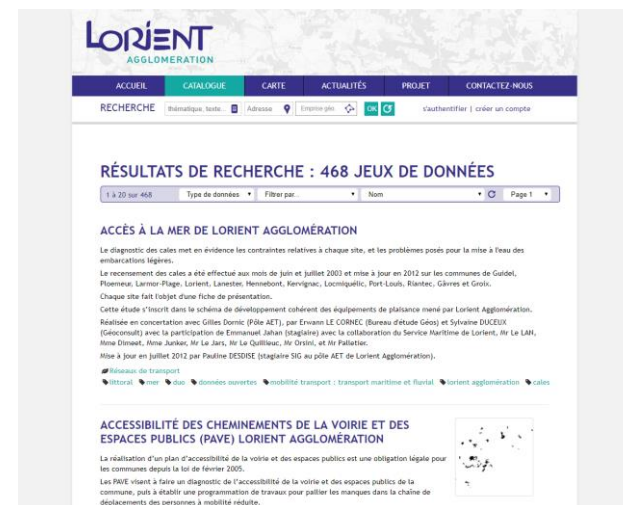 LORIENT
AGGLOMERATION
ACCUEIL CATALOGUE CARTE ACTUALITÉS PROJET CONTACTEZ-NOUS
RECHERCHE thématique, texte... Adresse Emprise géo OK s'authentifier | créer un compte
RÉSULTATS DE RECHERCHE : 468 JEUX DE DONNÉES
1 à 20 sur 468 Type de données Filtrer par... Nom Page 1
ACCÈS À LA MER DE LORIENT AGGLOMÉRATION
Le diagnostic des cales met en évidence les contraintes relatives à chaque site, et les problèmes posés pour la mise à l'eau des
embarcations légères.
Le recensement des cales a été effectué aux mois de juin et juillet 2003 et mise à jour en 2012 sur les communes de Guidel,
Ploemeur, Larmor-Plage, Lorient, Lanester, Hennebont, Kervignac, Locmiquélic, Port-Louis, Riantec, Gâvres et Groix.
Chaque site fait l'objet d'une fiche de présentation.
Cette étude s'inscrit dans le schéma de développement cohérent des équipements de plaisance mené par Lorient Agglomération.
Réalisée en concertation avec Gilles Dornic (Pôle AET), par Erwann LE CORNEC (Bureau d'étude Géos) et Sylvaine DUCEUX
(Géoconsult) avec la participation de Emmanuel Jahan (stagiaire) avec la collaboration du Service Maritime de Lorient, Mr Le LAN,
Mme Dimeet, Mme Junker, Mr Le Jars, Mr Le Quillieuc, Mr Orsini, et Mr Palletier.
Mise à jour en juillet 2012 par Pauline DESDISE (stagiaire SIG au pôle AET de Lorient Agglomération).
Réseaux de transport
littoral mer duo données ouvertes mobilité transport : transport maritime et fluvial lorient agglomération cales
ACCESSIBILITÉ DES CHEMINEMENTS DE LA VOIRIE ET DES
ESPACES PUBLICS (PAVE) LORIENT AGGLOMÉRATION
La réalisation d'un plan d'accessibilité de la voirie et des espaces publics est une obligation légale pour
les communes depuis la loi de février 2005.
Les PAVE visent à faire un diagnostic de l'accessibilité de la voirie et des espaces publics de la
commune, puis à établir une programmation de travaux pour pallier les manques dans la chaîne de
déplacements des personnes à mobilité réduite.